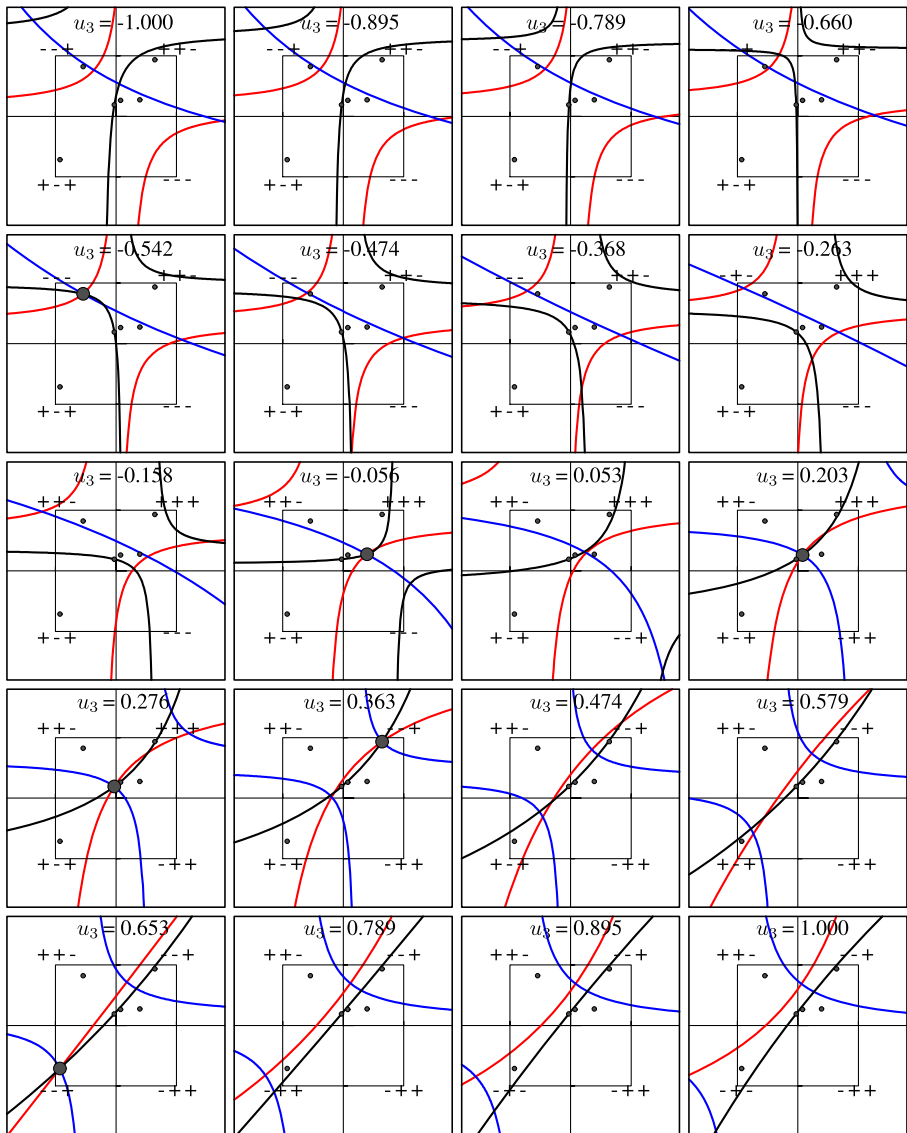 u₃ = -1.000
--+ ++-
+-+ ---
u₃ = -0.895
++-
+-+ ---
u₃ = -0.789
++-
+-+ ---
u₃ = -0.660
++-
+-+ ---
u₃ = -0.542
++-
+-+ ---
u₃ = -0.474
++-
+-+ ---
u₃ = -0.368
++-
+-+ ---
u₃ = -0.263
-+- +++
+-+ ---
u₃ = -0.158
++- +++
+-+ ---
u₃ = -0.056
++- +++
+-+ ---
u₃ = 0.053
++- +++
+-+ --+
u₃ = 0.203
++- +++
+-+ -++
u₃ = 0.276
++- +++
+-+ -++
u₃ = 0.363
++-
+-+ -++
u₃ = 0.474
++-
+-+ -++
u₃ = 0.579
++-
+-+ -++
u₃ = 0.653
++-
-++
u₃ = 0.789
++-
-++
u₃ = 0.895
++-
-++
u₃ = 1.000
++-
-++